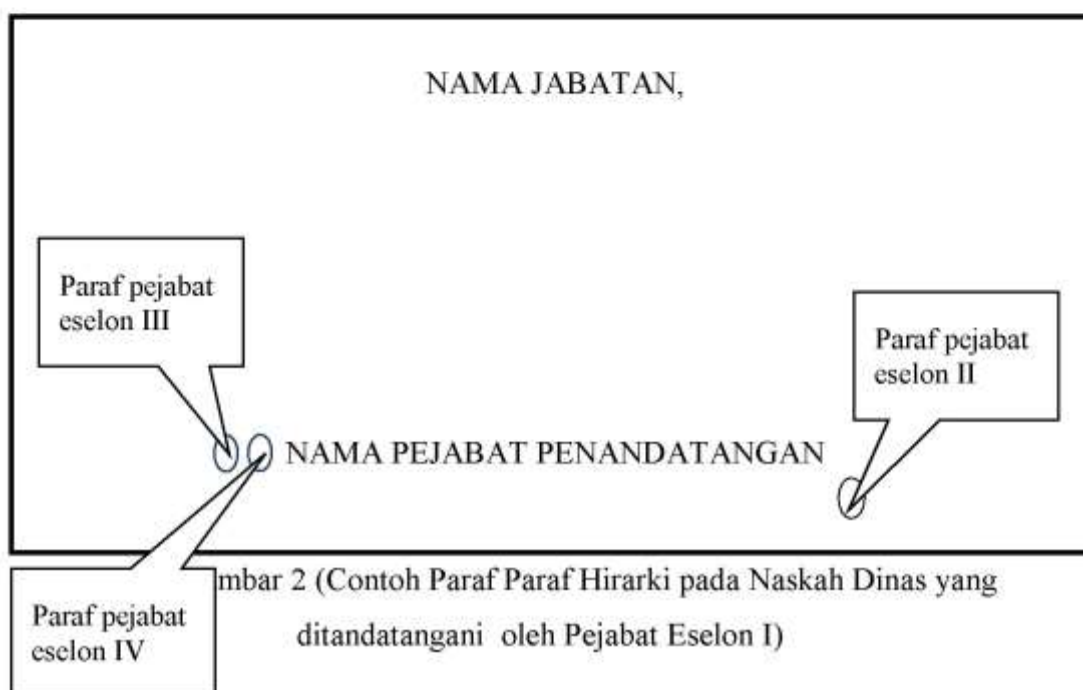 NAMA JABATAN,
Paraf pejabat
eselon III
Paraf pejabat
eselon II
NAMA PEJABAT PENANDATANGAN
mbar 2 (Contoh Paraf Paraf Hirarki pada Naskah Dinas yang
ditandatangani oleh Pejabat Eselon I)
Paraf pejabat
eselon IV